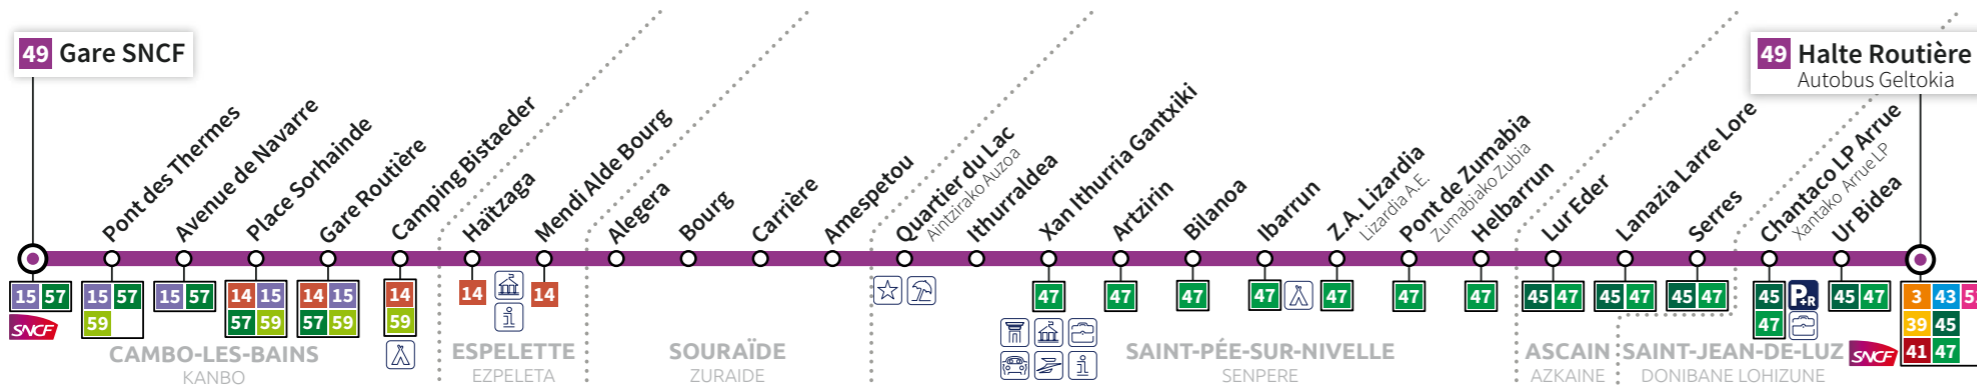 49 Gare SNCF
49 Halte Routière
Autobus Geltokia
Pont des Thermes
Avenue de Navarre
Place Sorhainde
Gare Routière
Camping Bistaeder
Haïtzaga
Mendi Alde Bourg
Alegera
Bourg
Carrière
Amespetou
Quartier du Lac
Aintzirako Auzoa
Ithurraldea
Xan Ithurria Gantxiki
Artzirin
Bilanoa
Ibarrun
Z.A. Lizardia
Lizardia A.E.
Pont de Zumabia
Zumabiako Zubia
Helbarrun
Lur Eder
Lanazia Larre Lore
Serres
Chantaco LP Arrue
Xantako Arrue LP
Ur Bidea
15 57 15 57 15 57 14 15 14 15 14 14 14 47 47 47 47 47 47 47 45 47 45 47 45 47 45 P+R 45 47 3 43
SNCF 59 57 59 57 59 59 i 47 39 45
i 41 47
SNCF
CAMBO-LES-BAINS ESPELETTE SOURAÏDE SAINT-PÉE-SUR-NIVELLE ASCAIN SAINT-JEAN-DE-LUZ
KANBO EZPELETA ZURAIDE SENPERE AZKAINE DONIBANE LOHIZUNE